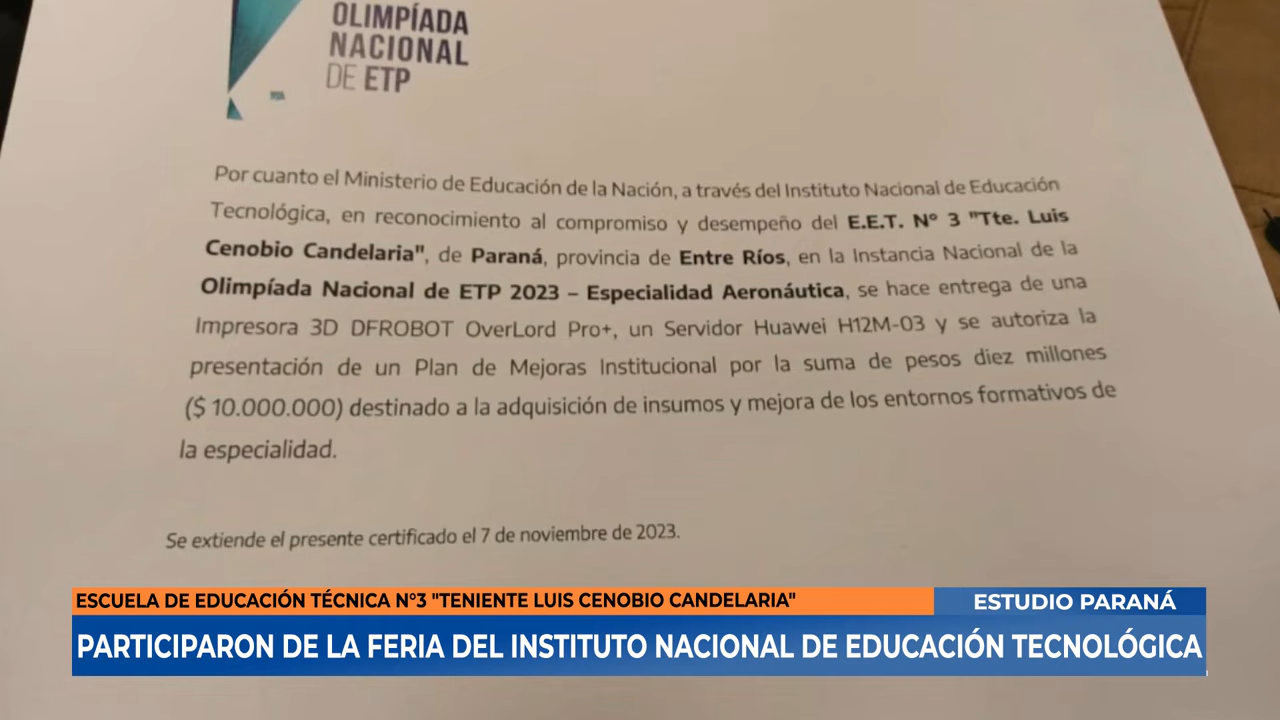 OLIMPÍADA
NACIONAL
DE ETP
Por cuanto el Ministerio de Educación de la Nación, a través del Instituto Nacional de Educación
Tecnológica, en reconocimiento al compromiso y desempeño del E.E.T. N° 3 "Tte. Luis
Cenobio Candelaria", de Paraná, provincia de Entre Ríos, en la Instancia Nacional de la
Olimpíada Nacional de ETP 2023 – Especialidad Aeronáutica, se hace entrega de una
Impresora 3D DFROBOT OverLord Pro+, un Servidor Huawei H12M-03 y se autoriza la
presentación de un Plan de Mejoras Institucional por la suma de pesos diez millones
($ 10.000.000) destinado a la adquisición de insumos y mejora de los entornos formativos de
la especialidad.
Se extiende el presente certificado el 7 de noviembre de 2023.
ESCUELA DE EDUCACIÓN TÉCNICA N°3 "TENIENTE LUIS CENOBIO CANDELARIA"
ESTUDIO PARANÁ
PARTICIPARON DE LA FERIA DEL INSTITUTO NACIONAL DE EDUCACIÓN TECNOLÓGICA